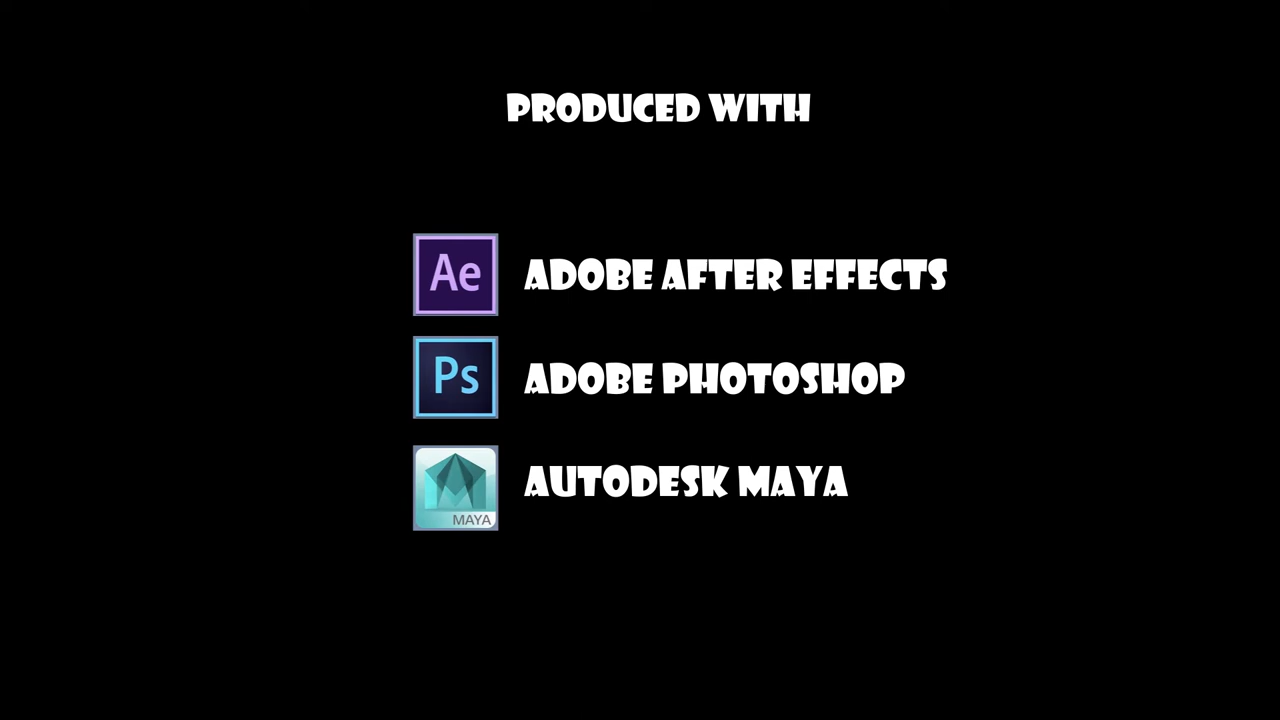 PRODUCED WITH
Ae
ADOBE AFTER EFFECTS
Ps
ADOBE PHOTOSHOP
MAYA
AUTODESK MAYA